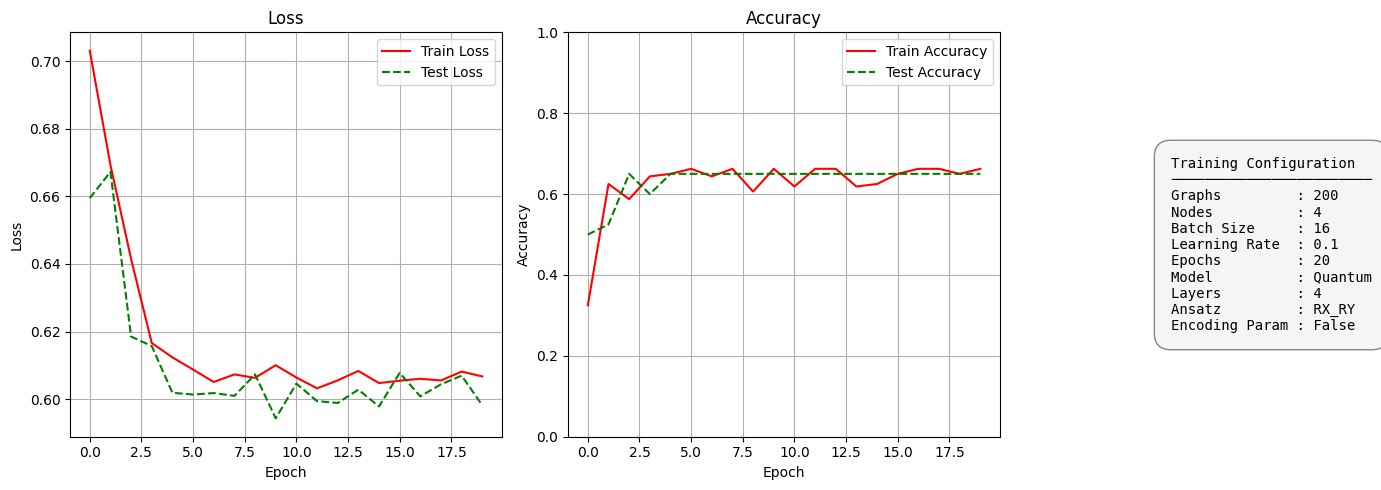 Loss
Train Loss
Test Loss
0.70
0.68
0.66
0.64
0.62
0.60
Loss
0.0 2.5 5.0 7.5 10.0 12.5 15.0 17.5
Epoch
Accuracy
Train Accuracy
Test Accuracy
1.0
0.8
0.6
0.4
0.2
0.0
Accuracy
0.0 2.5 5.0 7.5 10.0 12.5 15.0 17.5
Epoch
Training Configuration
Graphs : 200
Nodes : 4
Batch Size : 16
Learning Rate : 0.1
Epochs : 20
Model : Quantum
Layers : 4
Ansatz : RX_RY
Encoding Param : False